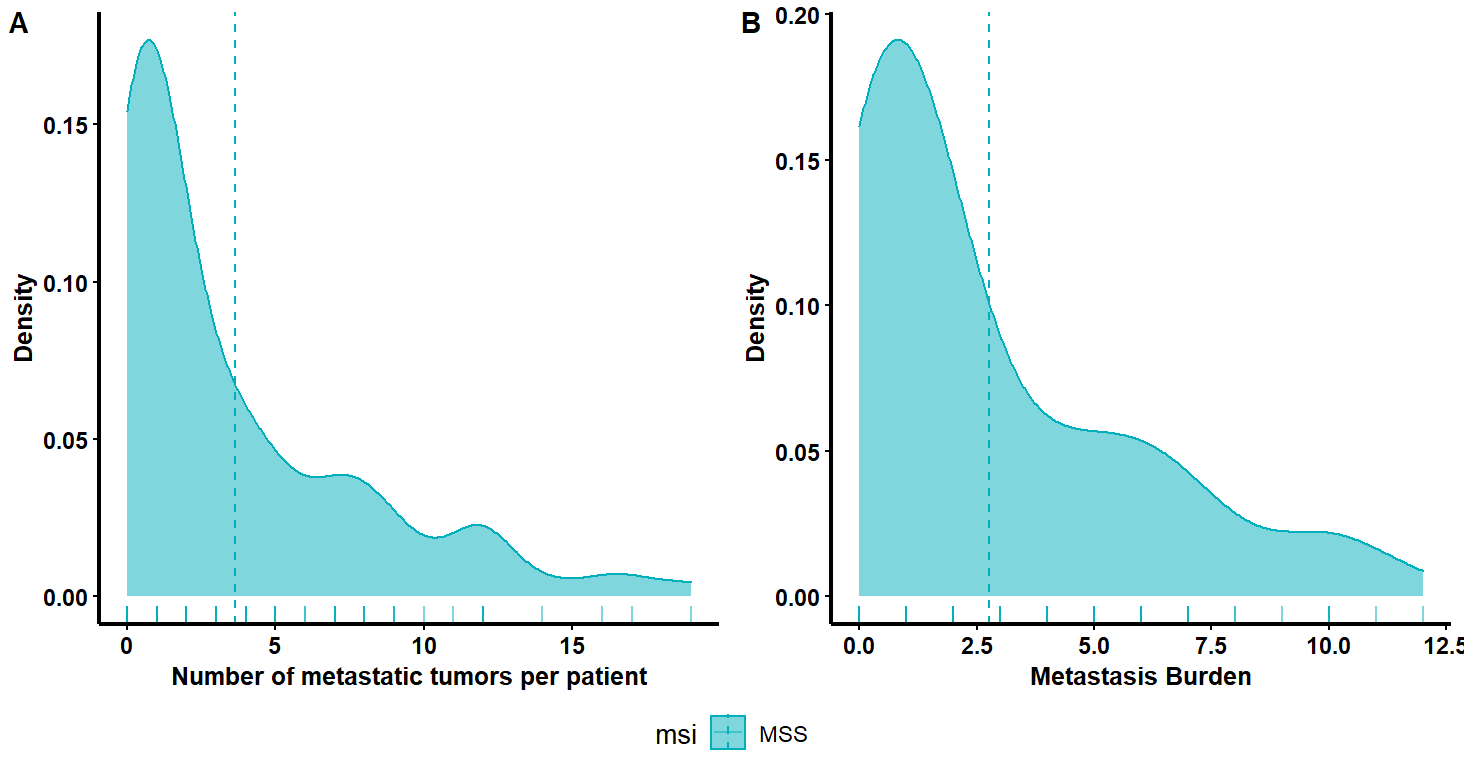 A
Density
0.15
0.10
0.05
0.00
0 5 10 15
Number of metastatic tumors per patient
B
Density
0.20
0.15
0.10
0.05
0.00
0.0 2.5 5.0 7.5 10.0 12.5
Metastasis Burden
msi MSS